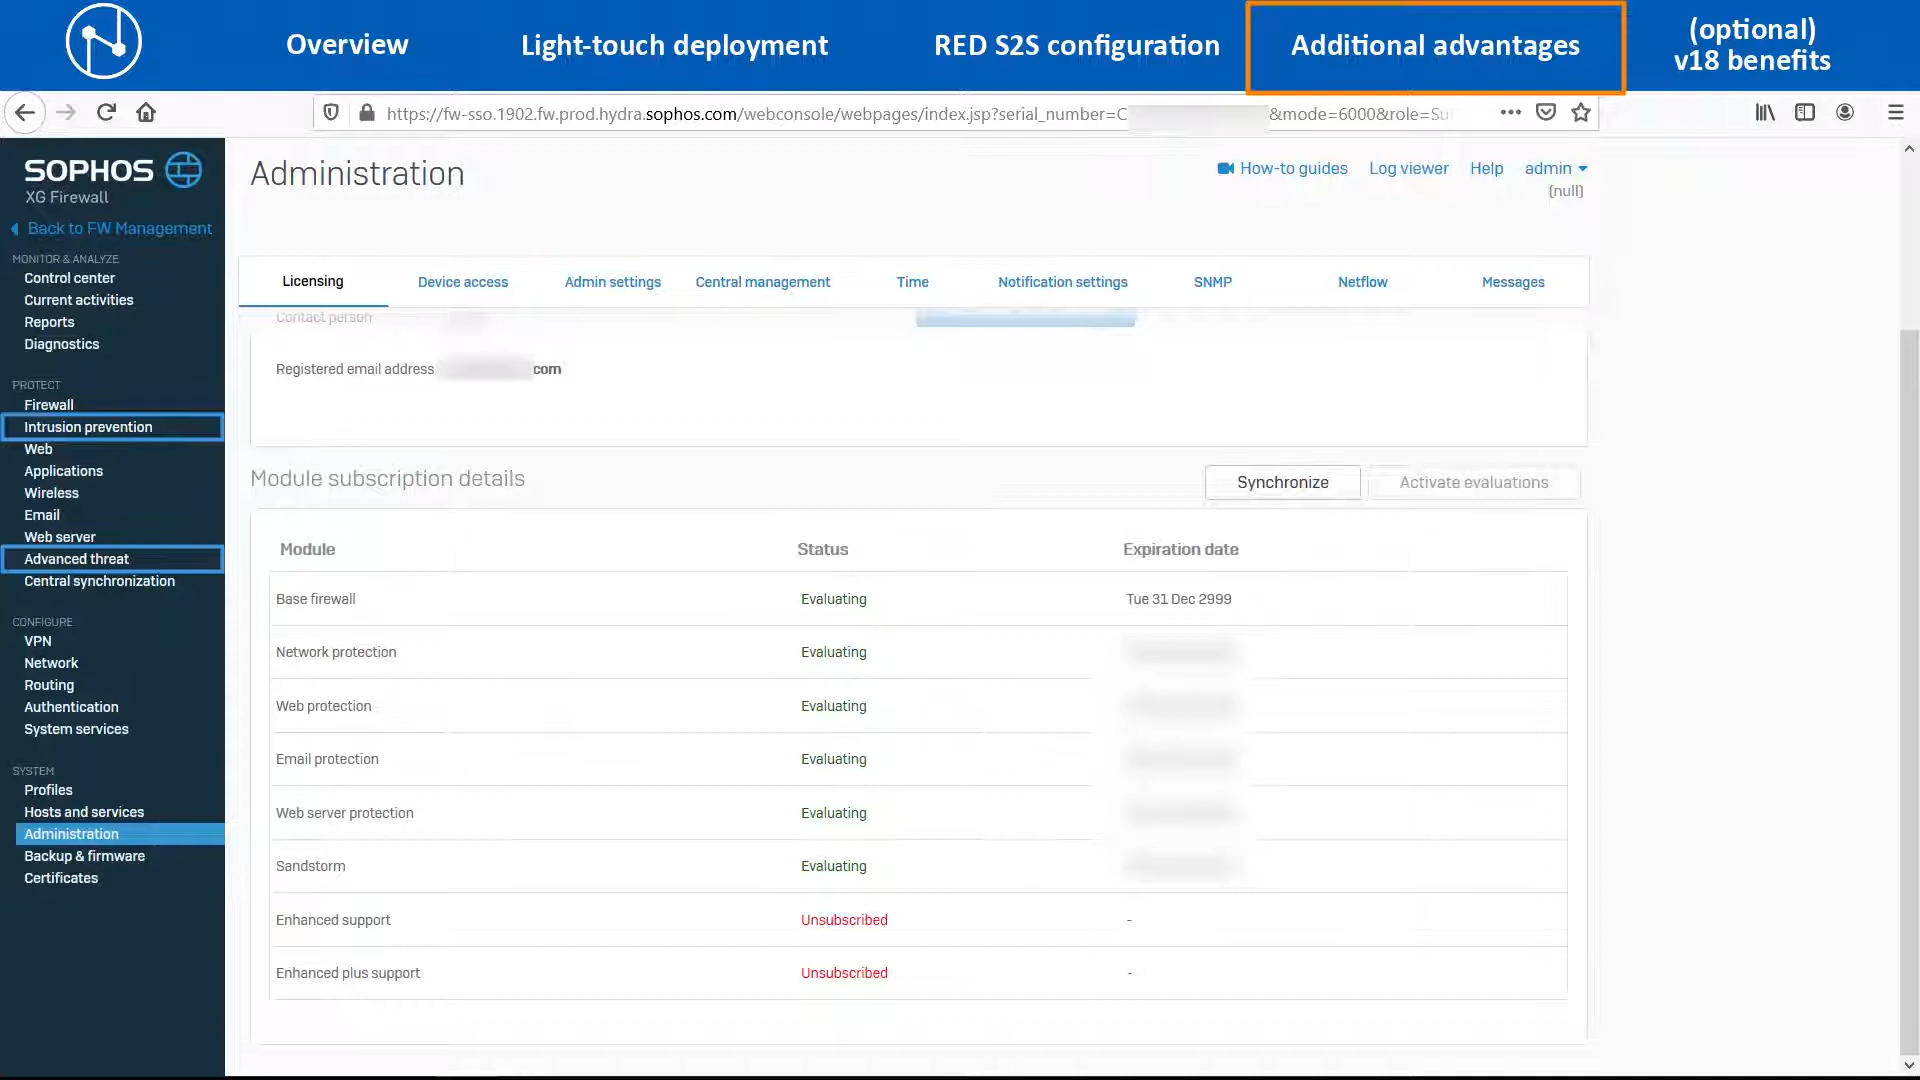 Overview
Light-touch deployment
RED S2S configuration
Additional advantages
(optional)
v18 benefits
https://fw-sso.1902.fw.prod.hydra.sophos.com/webconsole/webpages/index.jsp?serial_number=C
&mode=6000&role=Su
SOPHOS
XG Firewall
Back to FW Management
MONITOR & ANALYZE
Control center
Current activities
Reports
Diagnostics
PROTECT
Firewall
Intrusion prevention
Web
Applications
Wireless
Email
Web server
Advanced threat
Central synchronization
CONFIGURE
VPN
Network
Routing
Authentication
System services
SYSTEM
Profiles
Hosts and services
Administration
Backup & firmware
Certificates
Administration
How-to guides
Log viewer
Help
admin
(null)
Licensing
Device access
Admin settings
Central management
Time
Notification settings
SNMP
Netflow
Messages
Contact person
Registered email address com
Module subscription details
Synchronize
Activate evaluations
Module Status Expiration date
Base firewall Evaluating Tue 31 Dec 2999
Network protection Evaluating
Web protection Evaluating
Email protection Evaluating
Web server protection Evaluating
Sandstorm Evaluating
Enhanced support Unsubscribed -
Enhanced plus support Unsubscribed -